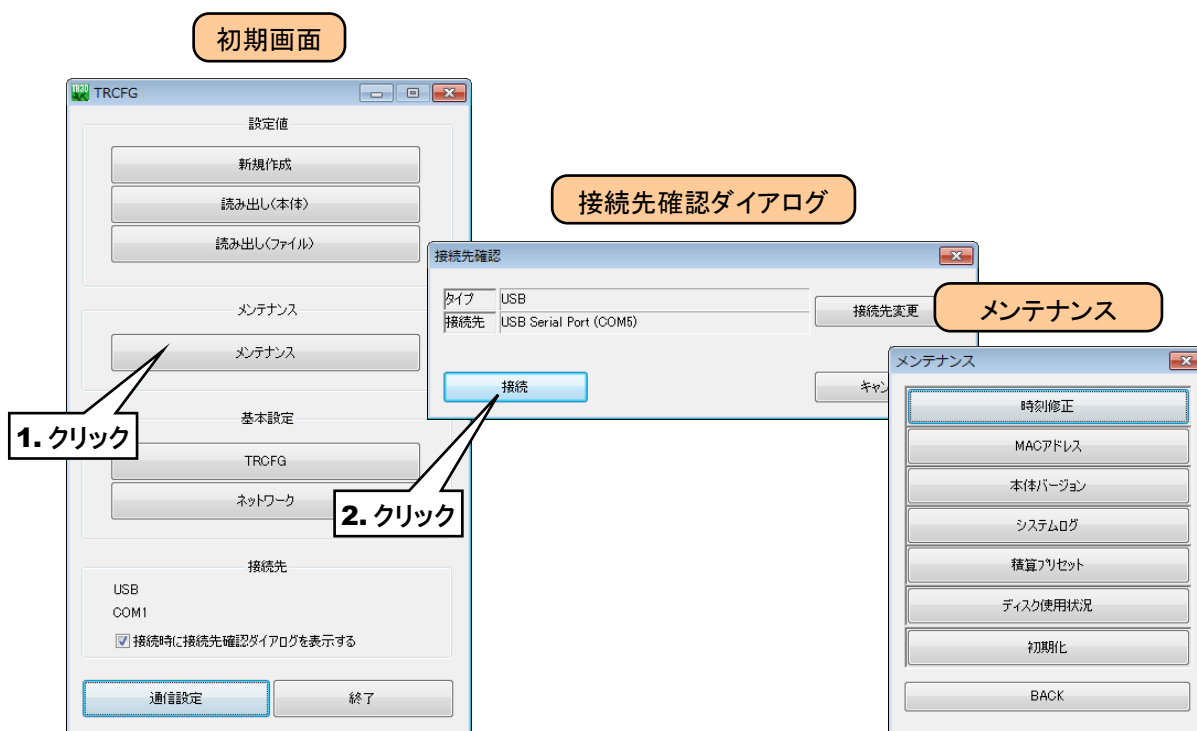 初期画面
TRCFG
設定値
新規作成
読み出し(本体)
読み出し(ファイル)
メンテナンス
メンテナンス
1. クリック
基本設定
TRCFG
ネットワーク
接続先
USB
COM1
接続時に接続先確認ダイアログを表示する
通信設定
終了
接続先確認ダイアログ
接続先確認
タイプ USB
接続先 USB Serial Port (COM5)
接続先変更
接続
キャン
2. クリック
メンテナンス
メンテナンス
時刻修正
MACアドレス
本体バージョン
システムログ
積算プリセット
ディスク使用状況
初期化
BACK